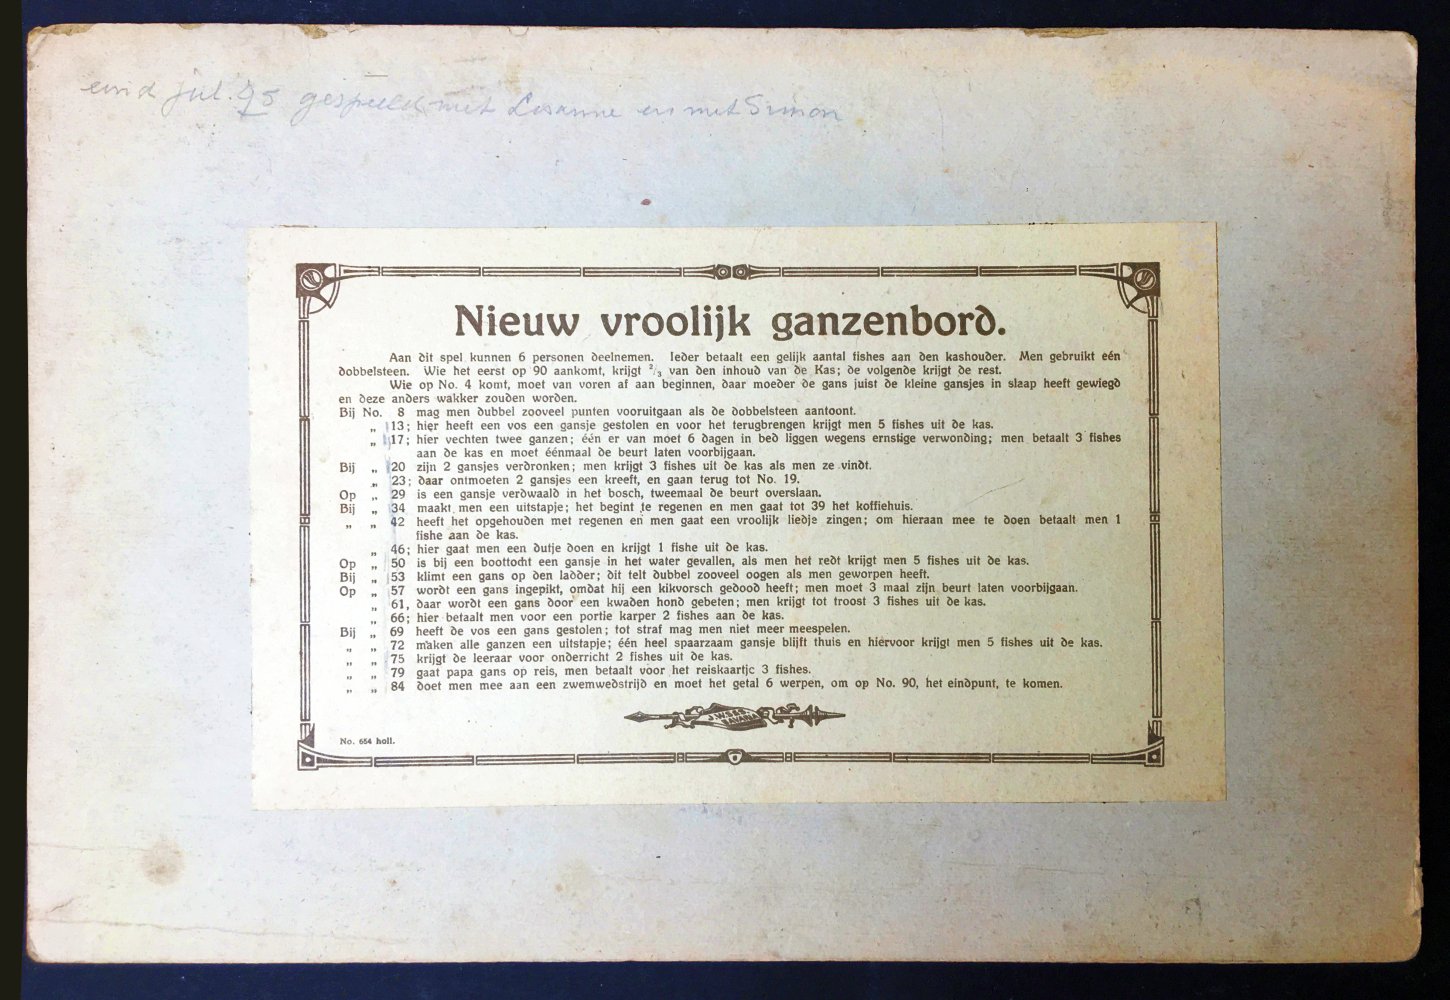 eind jul. 95 gespeeld met Losanne en met Simon
Nieuw vroolijk ganzenbord.
Aan dit spel kunnen 6 personen deelnemen. Ieder betaalt een gelijk aantal fishes aan den kashouder. Men gebruikt eén
dobbelsteen. Wie het eerst op 90 aankomt, krijgt 2/3 van den inhoud van de Kas; de volgende krijgt de rest.
Wie op No. 4 komt, moet van voren af aan beginnen, daar moeder de gans juist de kleine gansjes in slaap heeft gewiegd
en deze anders wakker zouden worden.
Bij No. 8 mag men dubbel zooveel punten vooruitgaan als de dobbelsteen aantoont.
„ 13; hier heeft een vos een gansje gestolen en voor het terugbrengen krijgt men 5 fishes uit de kas.
„ 17; hier vechten twee ganzen; één er van moet 6 dagen in bed liggen wegens ernstige verwonding; men betaalt 3 fishes
aan de kas en moet éénmaal de beurt laten voorbijgaan.
Bij „ 20 zijn 2 gansjes verdronken; men krijgt 3 fishes uit de kas als men ze vindt.
„ 23; daar ontmoeten 2 gansjes een kreeft, en gaan terug tot No. 19.
Op „ 29 is een gansje verdwaald in het bosch, tweemaal de beurt overslaan.
Bij „ 34 maakt men een uitstapje; het begint te regenen en men gaat tot 39 het koffiehuis.
„ „ 42 heeft het opgehouden met regenen en men gaat een vroolijk liedje zingen; om hieraan mee te doen betaalt men 1
fishe aan de kas.
„ 46; hier gaat men een dutje doen en krijgt 1 fishe uit de kas.
Op „ 50 is bij een boottocht een gansje in het water gevallen, als men het redt krijgt men 5 fishes uit de kas.
Bij „ 53 klimt een gans op den ladder; dit telt dubbel zooveel oogen als men geworpen heeft.
Op „ 57 wordt een gans ingepikt, omdat hij een kikvorsch gedood heeft; men moet 3 maal zijn beurt laten voorbijgaan.
„ 61, daar wordt een gans door een kwaden hond gebeten; men krijgt tot troost 3 fishes uit de kas.
„ 66; hier betaalt men voor een portie karper 2 fishes aan de kas.
Bij „ 69 heeft de vos een gans gestolen; tot straf mag men niet meer meespelen.
„ „ 72 maken alle ganzen een uitstapje; één heel spaarzaam gansje blijft thuis en hiervoor krijgt men 5 fishes uit de kas.
„ „ 75 krijgt de leeraar voor onderricht 2 fishes uit de kas.
„ „ 79 gaat papa gans op reis, men betaalt voor het reiskaartje 3 fishes.
„ „ 84 doet men mee aan een zwemwedstrijd en moet het getal 6 werpen, om op No. 90, het eindpunt, te komen.
J.W.S&S.
BAVARIA
No. 654 holl.